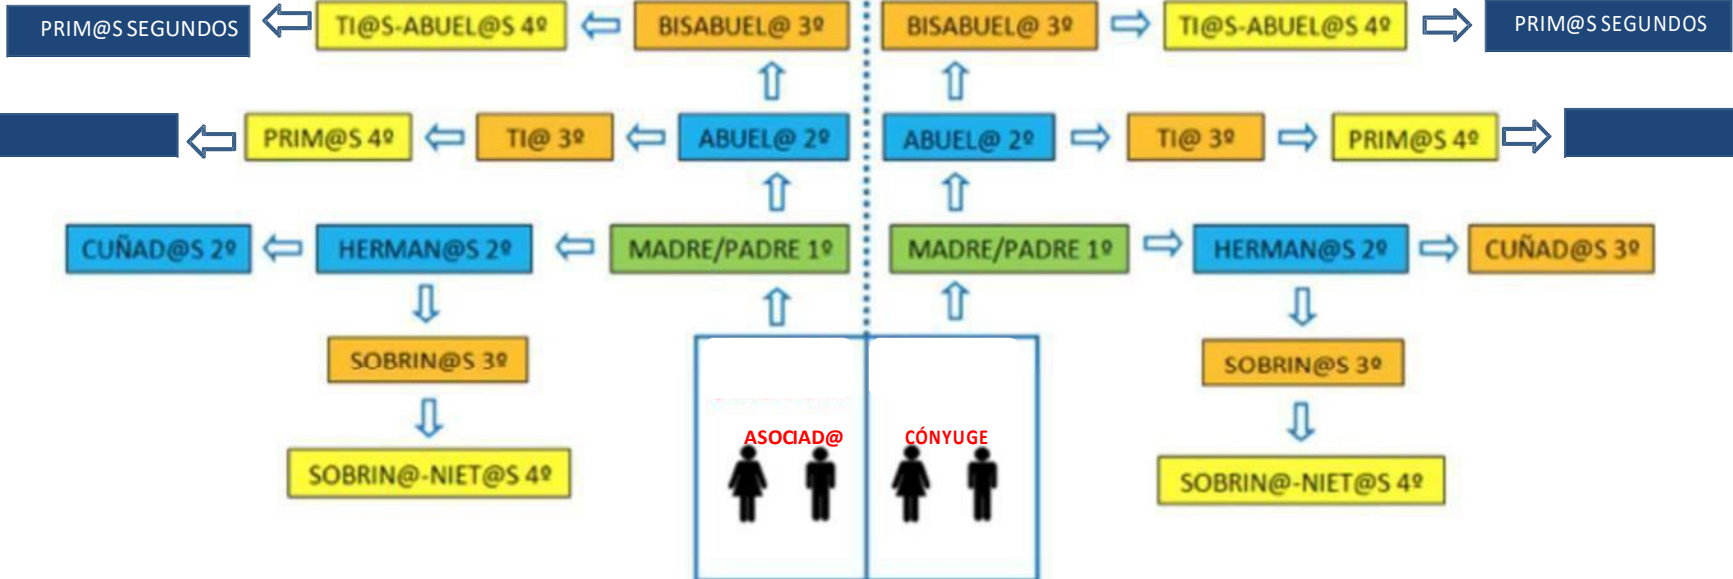 PRIM@S SEGUNDOS
TI@S-ABUEL@S 4º
BISABUEL@ 3º
BISABUEL@ 3º
TI@S-ABUEL@S 4º
PRIM@S SEGUNDOS
PRIM@S 4º
TI@ 3º
ABUEL@ 2º
ABUEL@ 2º
TI@ 3º
PRIM@S 4º
CUÑAD@S 2º
HERMAN@S 2º
MADRE/PADRE 1º
MADRE/PADRE 1º
HERMAN@S 2º
CUÑAD@S 3º
SOBRIN@S 3º
SOBRIN@S 3º
ASOCIAD@
CÓNYUGE
SOBRIN@-NIET@S 4º
SOBRIN@-NIET@S 4º